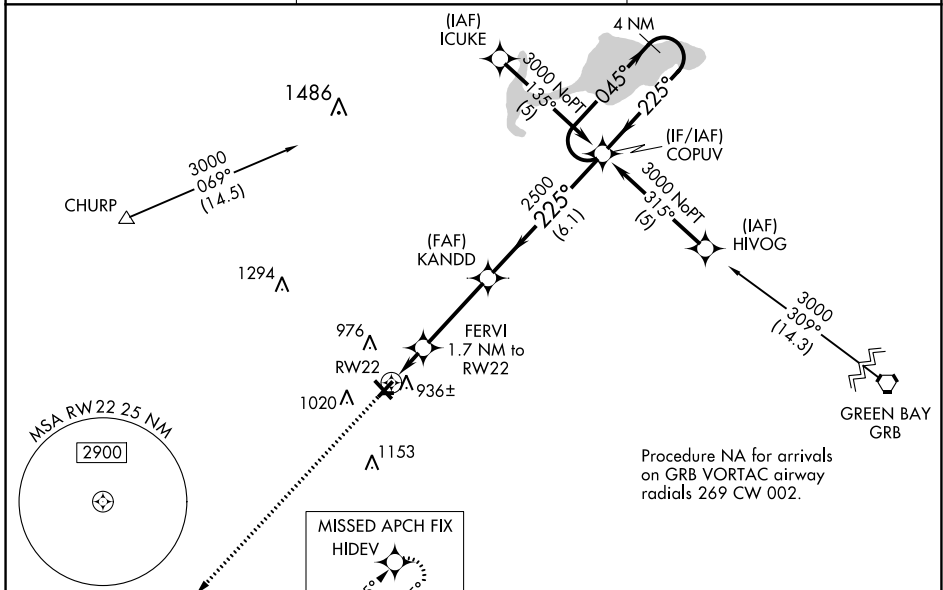 (IAF)
ICUKE
4 NM
3000 NoPT
135°
(5)
045°
225°
1486
(IF/IAF)
COPUV
3000
069°
(14.5)
CHURP
2500
225°
(6.1)
3000 NoPT
315°
(5)
(IAF)
HIVOG
(FAF)
KANDD
1294
3000
309°
(14.3)
976
FERVI
1.7 NM to
RW22
RW22
936±
1020
GREEN BAY
GRB
MSA RW22 25 NM
2900
1153
Procedure NA for arrivals
on GRB VORTAC airway
radials 269 CW 002.
MISSED APCH FIX
HIDEV